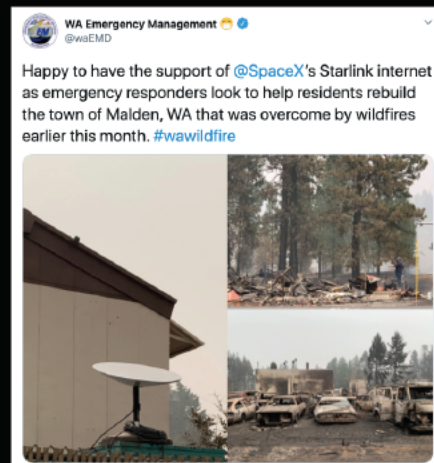 WA Emergency Management 😷
@waEMD
Happy to have the support of @SpaceX's Starlink internet
as emergency responders look to help residents rebuild
the town of Malden, WA that was overcome by wildfires
earlier this month. #wawildfire